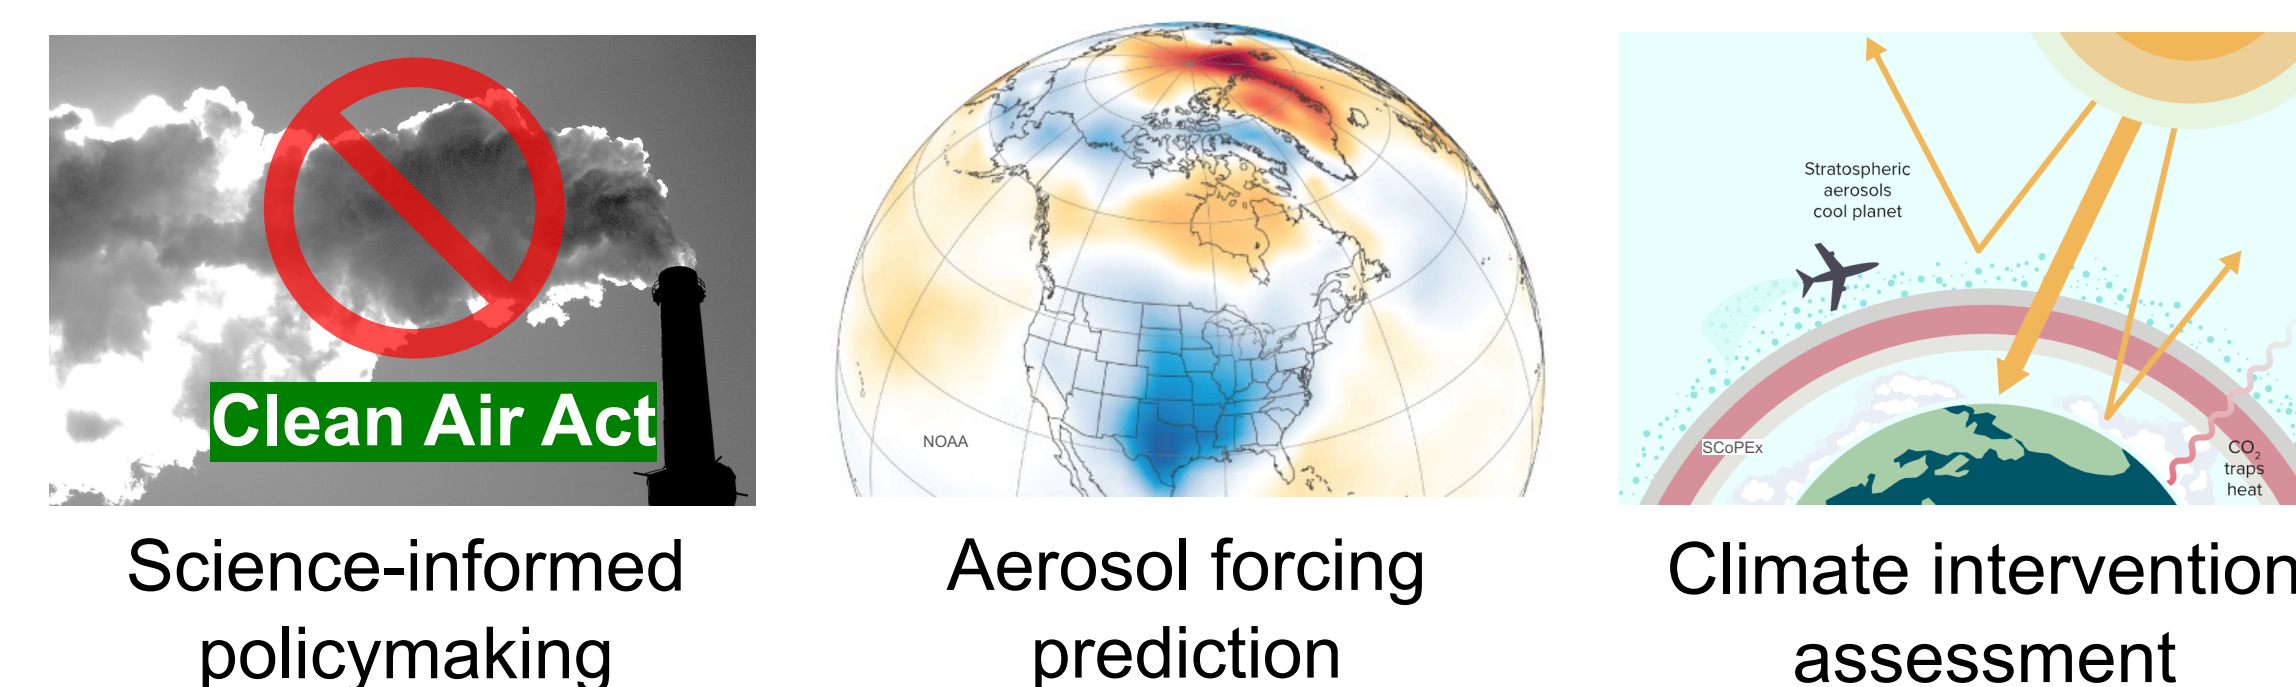 Clean Air Act
Science-informed
policymaking
NOAA
Aerosol forcing
prediction
Stratospheric
aerosols
cool planet
SCoPEx
CO₂
traps
heat
Climate intervention
assessment